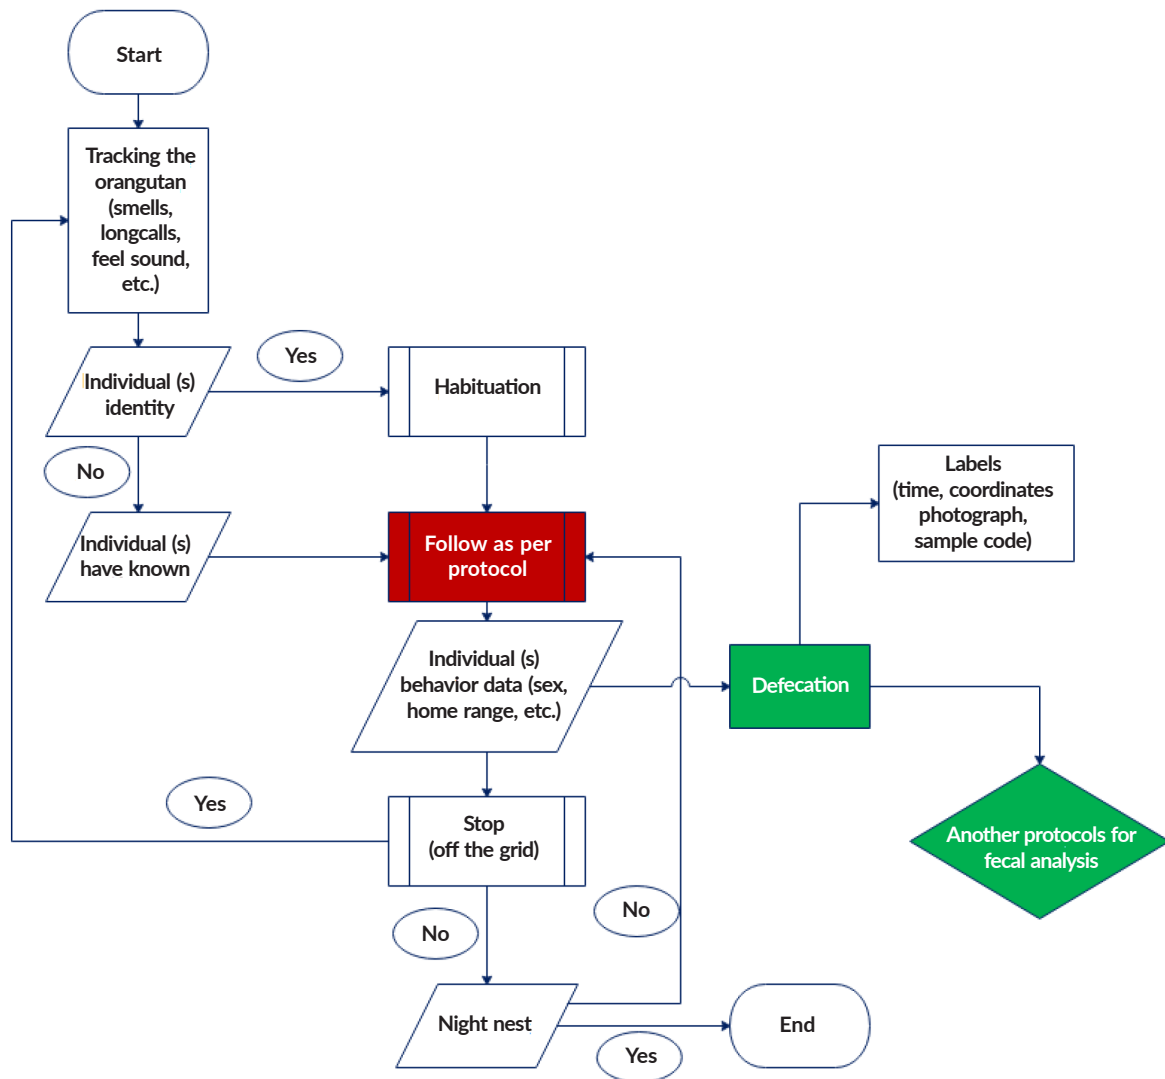 Start
Tracking the
orangutan
(smells,
longcalls,
feel sound,
etc.)
Yes
Individual (s)
identity
Habituation
No
Labels
(time, coordinates
photograph,
sample code)
Individual (s)
have known
Follow as per
protocol
Individual (s)
behavior data (sex,
home range, etc.)
Defecation
Yes
Stop
(off the grid)
Another protocols for
fecal analysis
No
No
Night nest
End
Yes